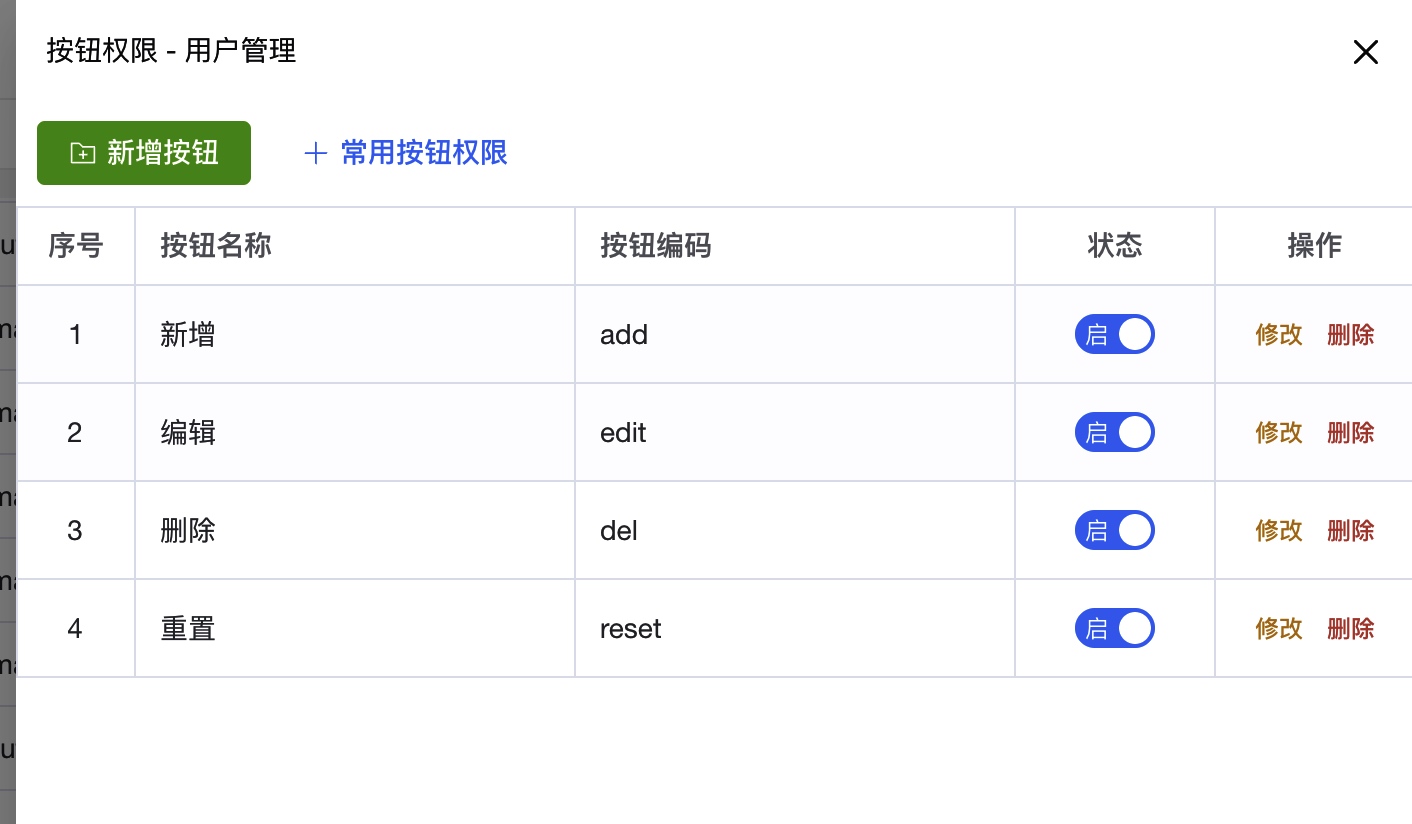 按钮权限 - 用户管理
新增按钮 常用按钮权限
序号 按钮名称 按钮编码 状态 操作
1 新增 add 启 修改 删除
2 编辑 edit 启 修改 删除
3 删除 del 启 修改 删除
4 重置 reset 启 修改 删除